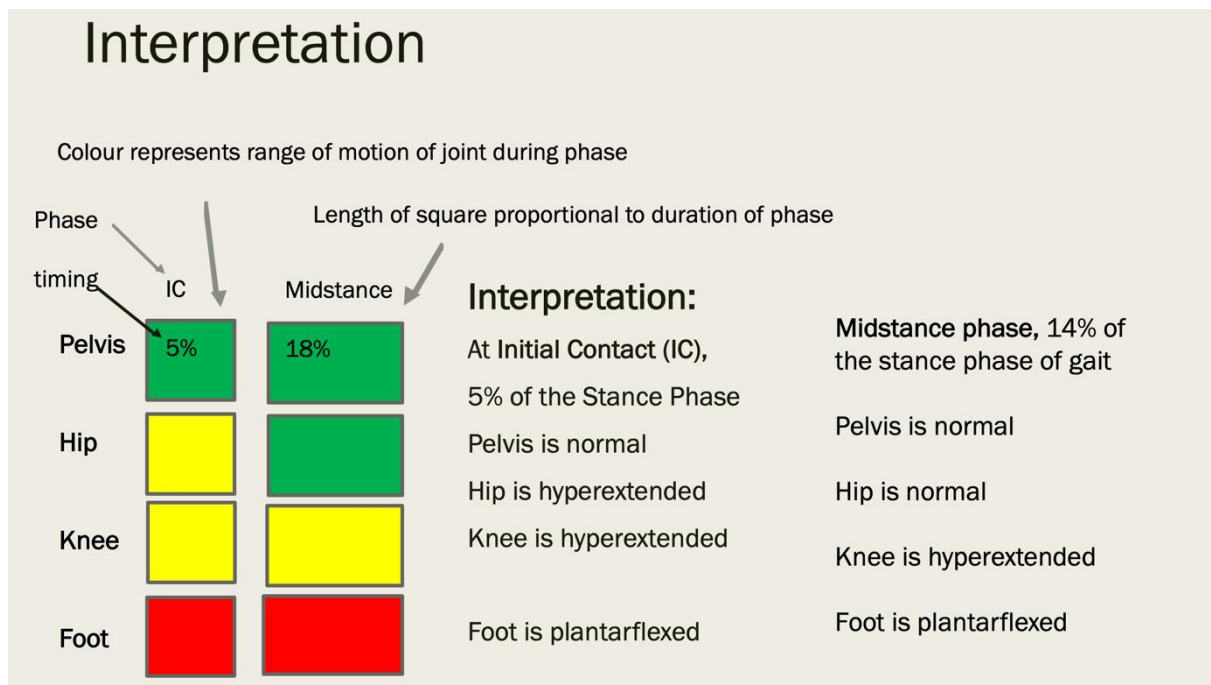 Interpretation
Colour represents range of motion of joint during phase
Phase
Length of square proportional to duration of phase
timing
IC
Midstance
Pelvis
5%
18%
Hip
Knee
Foot
Interpretation:
At Initial Contact (IC),
5% of the Stance Phase
Pelvis is normal
Hip is hyperextended
Knee is hyperextended
Foot is plantarflexed
Midstance phase, 14% of
the stance phase of gait
Pelvis is normal
Hip is normal
Knee is hyperextended
Foot is plantarflexed